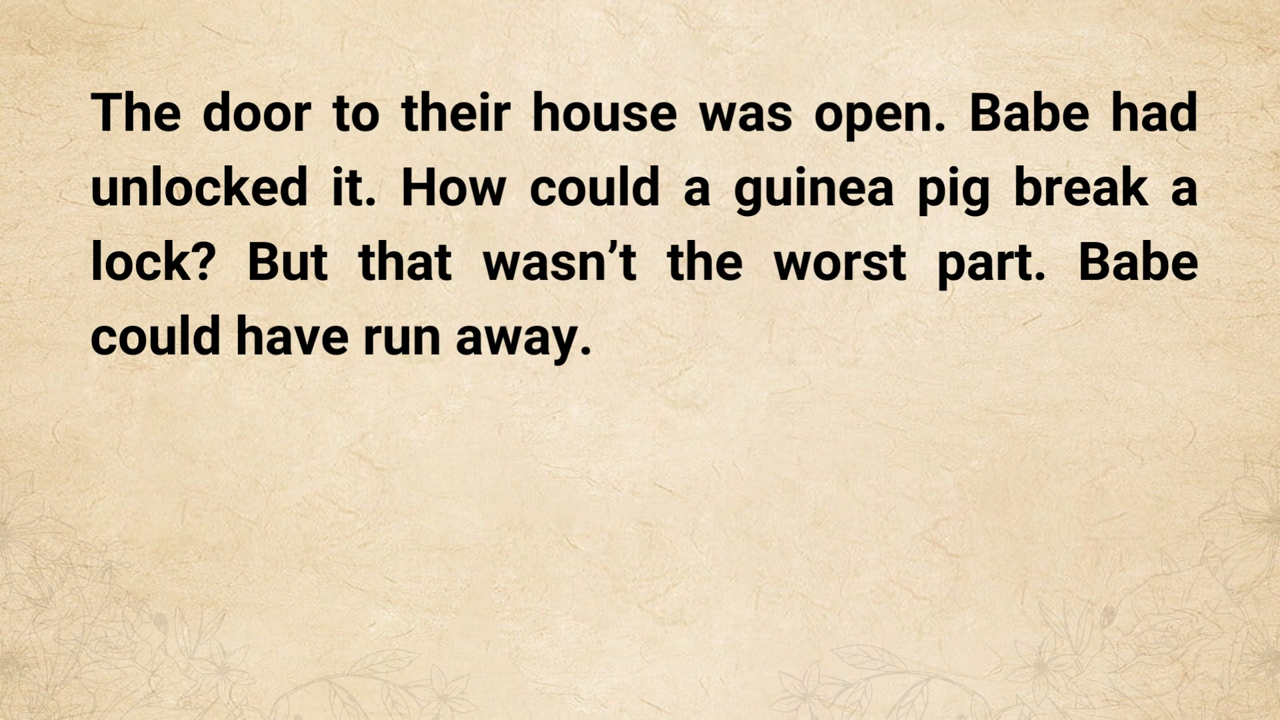 The door to their house was open. Babe had
unlocked it. How could a guinea pig break a
lock? But that wasn’t the worst part. Babe
could have run away.